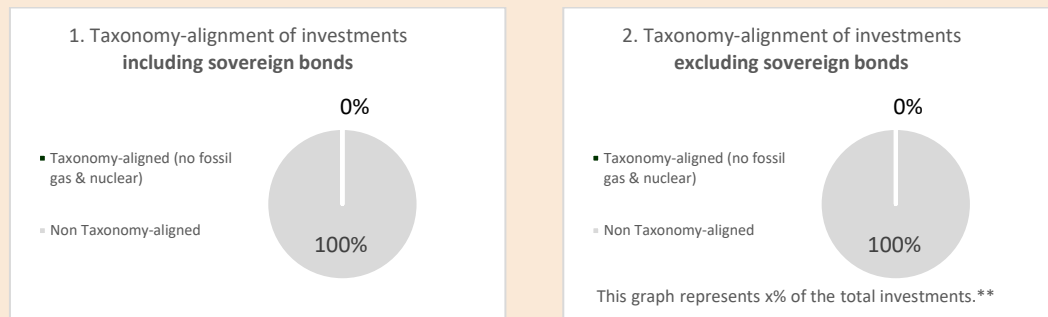 1. Taxonomy-alignment of investments
including sovereign bonds
0%
Taxonomy-aligned (no fossil
gas & nuclear)
Non Taxonomy-aligned
100%
2. Taxonomy-alignment of investments
excluding sovereign bonds
0%
Taxonomy-aligned (no fossil
gas & nuclear)
Non Taxonomy-aligned
100%
This graph represents x% of the total investments.**